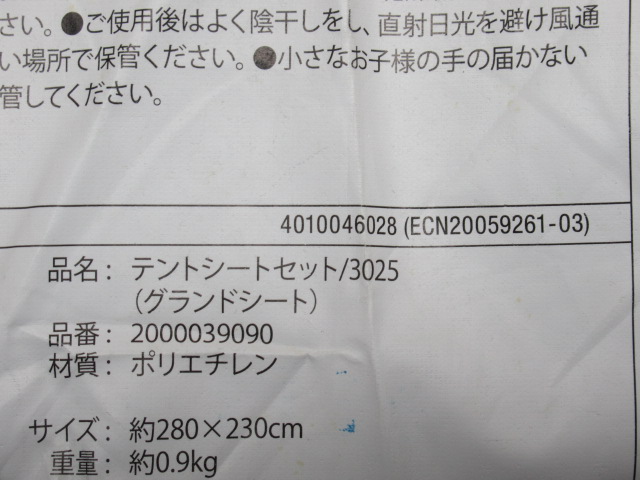 さい。●ご使用後はよく陰干しをし、直射日光を避け風通
い場所で保管ください。●小さなお子様の手の届かない
管してください。
4010046028 (ECN20059261-03)
品名： テントシートセット/3025
（グランドシート）
品番： 2000039090
材質： ポリエチレン
サイズ： 約280×230cm
重量： 約0.9kg